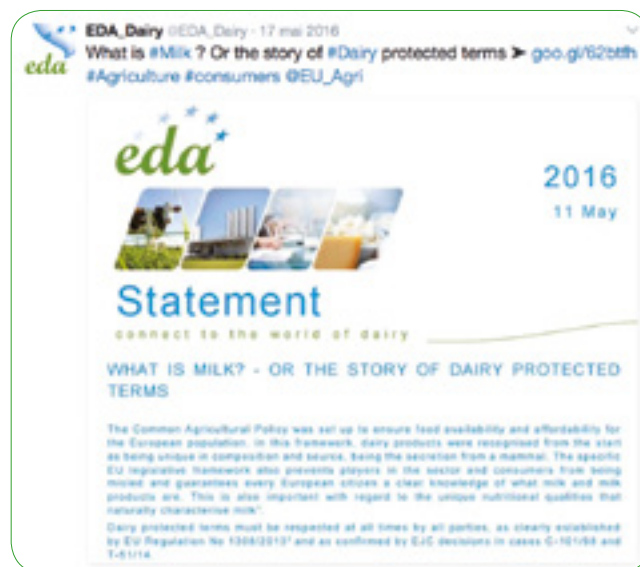 EDA_Dairy @EDA_Dairy · 17 mai 2016
What is #Milk ? Or the story of #Dairy protected terms ➤ goo.gl/62bttfh
#Agriculture #consumers @EU_Agri
eda
eda
2016
11 May
Statement
connect to the world of dairy
WHAT IS MILK? - OR THE STORY OF DAIRY PROTECTED
TERMS
The Common Agricultural Policy was set up to ensure food availability and affordability for
the European population. In this framework, dairy products were recognised from the start
as being unique in composition and source, being the secretion from a mammal. The specific
EU legislative framework also prevents players in the sector and consumers from being
misled and guarantees every European citizen a clear knowledge of what milk and milk
products are. This is also important with regard to the unique nutritional qualities that
naturally characterise milk¹.
Dairy protected terms must be respected at all times by all parties, as clearly established
by EU Regulation No 1308/2013² and as confirmed by EJC decisions in cases C-101/98 and
T-51/14.